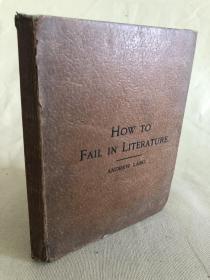 HOW TO
FAIL IN LITERATURE
ANDREW LANG